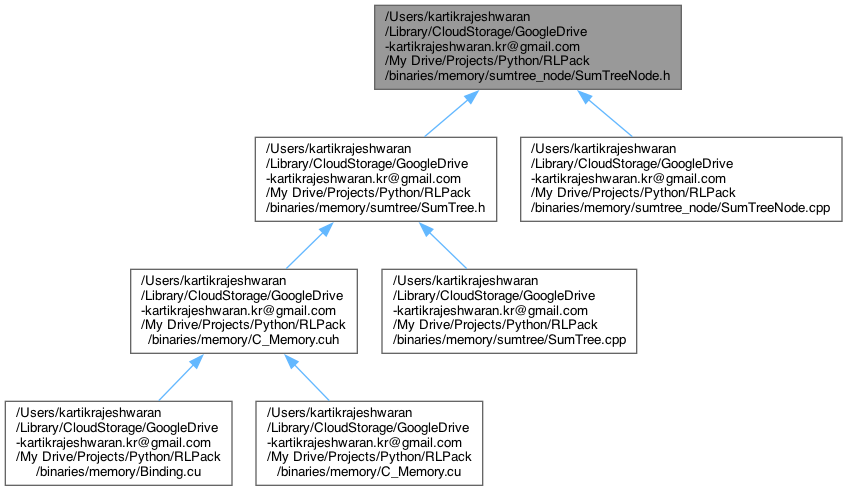 /Users/kartikrajeshwaran
/Library/CloudStorage/GoogleDrive
-kartikrajeshwaran.kr@gmail.com
/My Drive/Projects/Python/RLPack
/binaries/memory/sumtree_node/SumTreeNode.h
/Users/kartikrajeshwaran
/Library/CloudStorage/GoogleDrive
-kartikrajeshwaran.kr@gmail.com
/My Drive/Projects/Python/RLPack
/binaries/memory/sumtree/SumTree.h
/Users/kartikrajeshwaran
/Library/CloudStorage/GoogleDrive
-kartikrajeshwaran.kr@gmail.com
/My Drive/Projects/Python/RLPack
/binaries/memory/sumtree_node/SumTreeNode.cpp
/Users/kartikrajeshwaran
/Library/CloudStorage/GoogleDrive
-kartikrajeshwaran.kr@gmail.com
/My Drive/Projects/Python/RLPack
/binaries/memory/C_Memory.cuh
/Users/kartikrajeshwaran
/Library/CloudStorage/GoogleDrive
-kartikrajeshwaran.kr@gmail.com
/My Drive/Projects/Python/RLPack
/binaries/memory/sumtree/SumTree.cpp
/Users/kartikrajeshwaran
/Library/CloudStorage/GoogleDrive
-kartikrajeshwaran.kr@gmail.com
/My Drive/Projects/Python/RLPack
/binaries/memory/Binding.cu
/Users/kartikrajeshwaran
/Library/CloudStorage/GoogleDrive
-kartikrajeshwaran.kr@gmail.com
/My Drive/Projects/Python/RLPack
/binaries/memory/C_Memory.cu